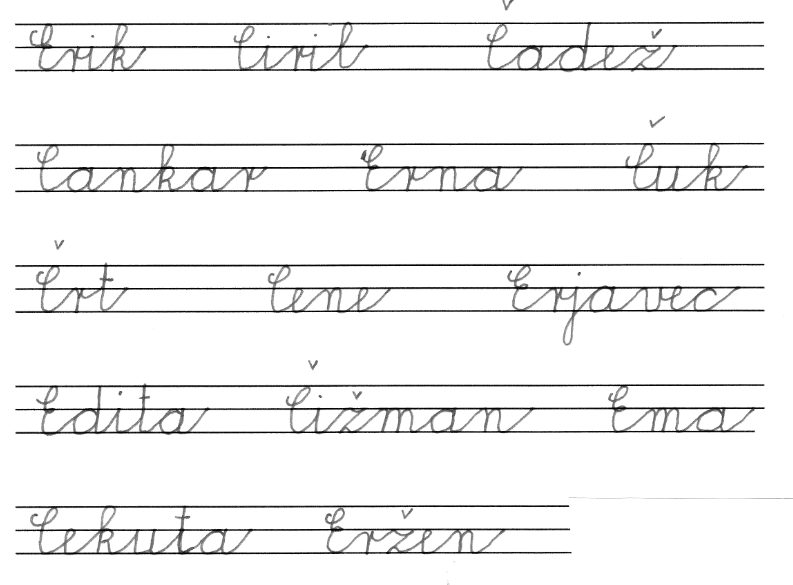 Erik Ciril Čadež
Cankar Erna Čuk
Črt Cene Erjavec
Edita Čižman Ema
Cekuta Eržen